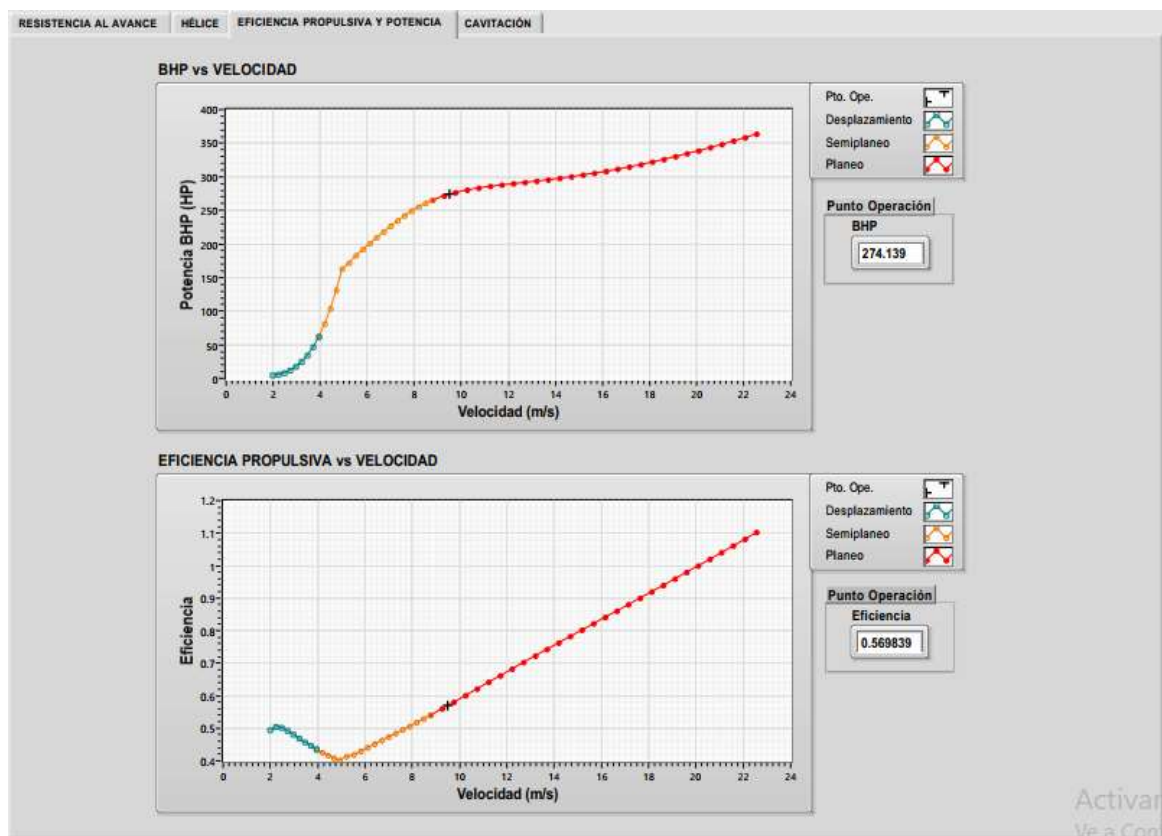 RESISTENCIA AL AVANCE HÉLICE EFICIENCIA PROPULSIVA Y POTENCIA CAVITACIÓN
BHP vs VELOCIDAD
400
350
300
250
200
150
100
50
0
Potencia BHP (HP)
0 2 4 6 8 10 12 14 16 18 20 22 24
Velocidad (m/s)
Pto. Ope.
Desplazamiento
Semiplaneo
Planeo
Punto Operación
BHP
274.139
EFICIENCIA PROPULSIVA vs VELOCIDAD
1.2
1.1
1
0.9
0.8
0.7
0.6
0.5
0.4
Eficiencia
0 2 4 6 8 10 12 14 16 18 20 22 24
Velocidad (m/s)
Pto. Ope.
Desplazamiento
Semiplaneo
Planeo
Punto Operación
Eficiencia
0.569839
Activar
Ve a Conf